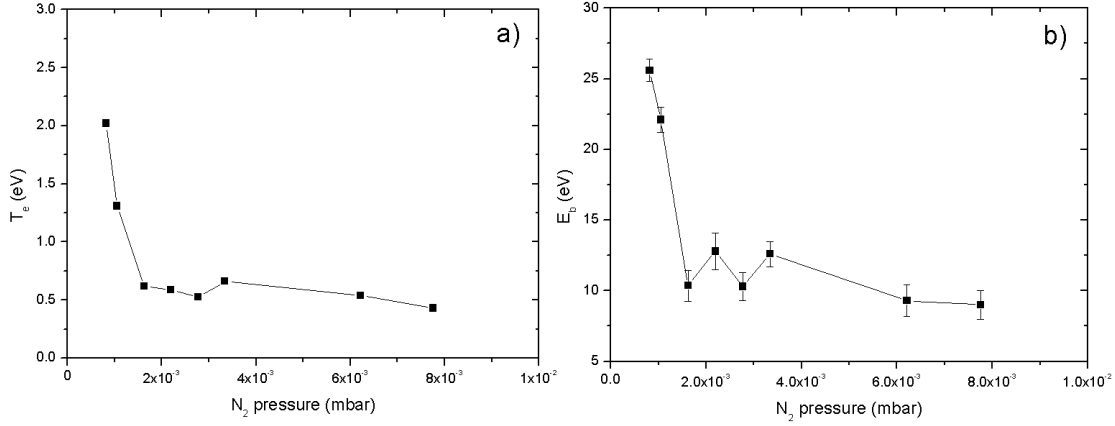 a)
3.0
2.5
2.0
1.5
1.0
0.5
0.0
T_e (eV)
0 2x10⁻³ 4x10⁻³ 6x10⁻³ 8x10⁻³ 1x10⁻²
N₂ pressure (mbar)
b)
30
25
20
15
10
5
E_b (eV)
0.0 2.0x10⁻³ 4.0x10⁻³ 6.0x10⁻³ 8.0x10⁻³ 1.0x10⁻²
N₂ pressure (mbar)